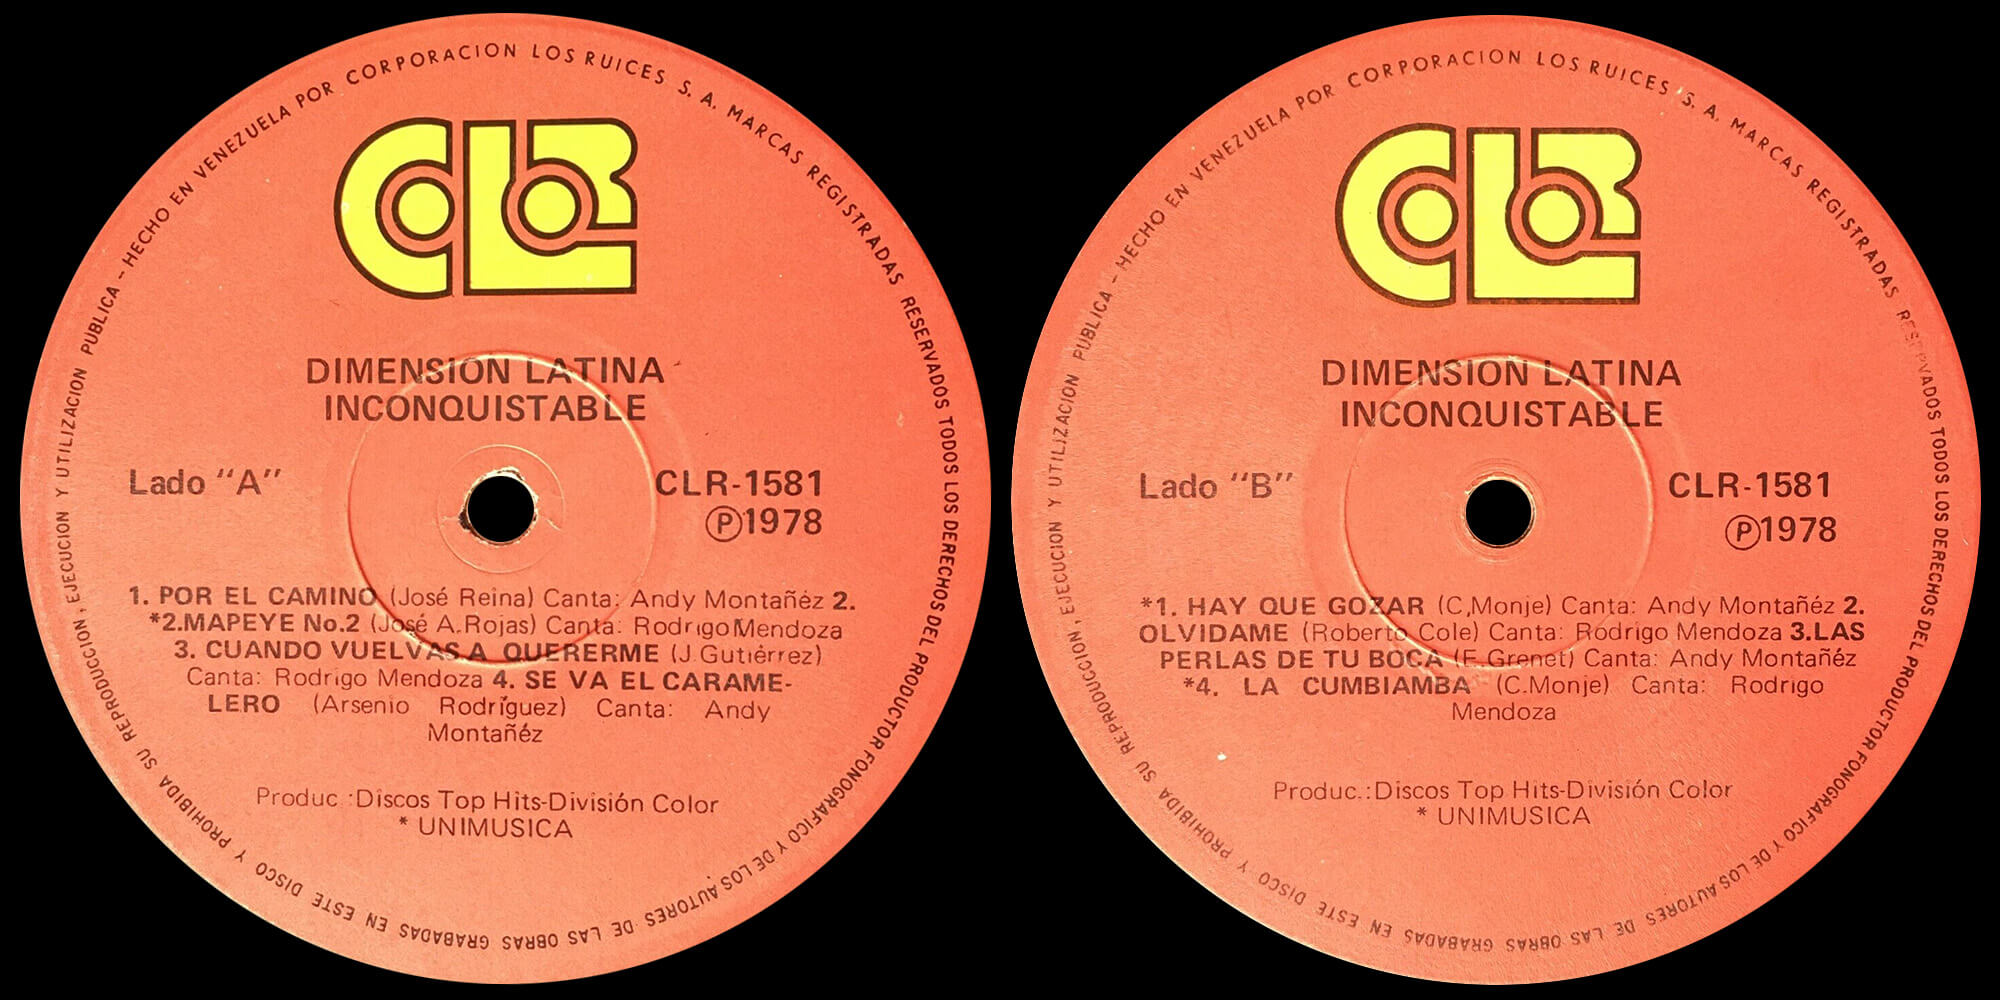 HECHO EN VENEZUELA POR CORPORACION LOS RUICES S. A. MARCAS REGISTRADAS RESERVADOS TODOS LOS DERECHOS DEL PRODUCTOR FONOGRAFICO Y DE LOS AUTORES DE LAS OBRAS GRABADAS EN ESTE DISCO Y PROHIBIDA SU REPRODUCCION, EJECUCION Y UTILIZACION PUBLICA -
COLOR
DIMENSION LATINA
INCONQUISTABLE
Lado "A"
CLR-1581
Ⓟ1978
1. POR EL CAMINO (José Reina) Canta: Andy Montañéz 2.
*2.MAPEYE No.2 (José A.Rojas) Canta: Rodrigo Mendoza
3. CUANDO VUELVAS A QUERERME (J.Gutiérrez)
Canta: Rodrigo Mendoza 4. SE VA EL CARAME-
LERO (Arsenio Rodríguez) Canta: Andy
Montañéz
Produc :Discos Top Hits-División Color
* UNIMUSICA
HECHO EN VENEZUELA POR CORPORACION LOS RUICES S. A. MARCAS REGISTRADAS RESERVADOS TODOS LOS DERECHOS DEL PRODUCTOR FONOGRAFICO Y DE LOS AUTORES DE LAS OBRAS GRABADAS EN ESTE DISCO Y PROHIBIDA SU REPRODUCCION, EJECUCION Y UTILIZACION PUBLICA -
COLOR
DIMENSION LATINA
INCONQUISTABLE
Lado "B"
CLR-1581
Ⓟ1978
*1. HAY QUE GOZAR (C,Monje) Canta: Andy Montañéz 2.
OLVIDAME (Roberto Cole) Canta: Rodrigo Mendoza 3.LAS
PERLAS DE TU BOCA (E.Grenet) Canta: Andy Montañéz
*4. LA CUMBIAMBA (C.Monje) Canta: Rodrigo
Mendoza
Produc.:Discos Top Hits-División Color
* UNIMUSICA